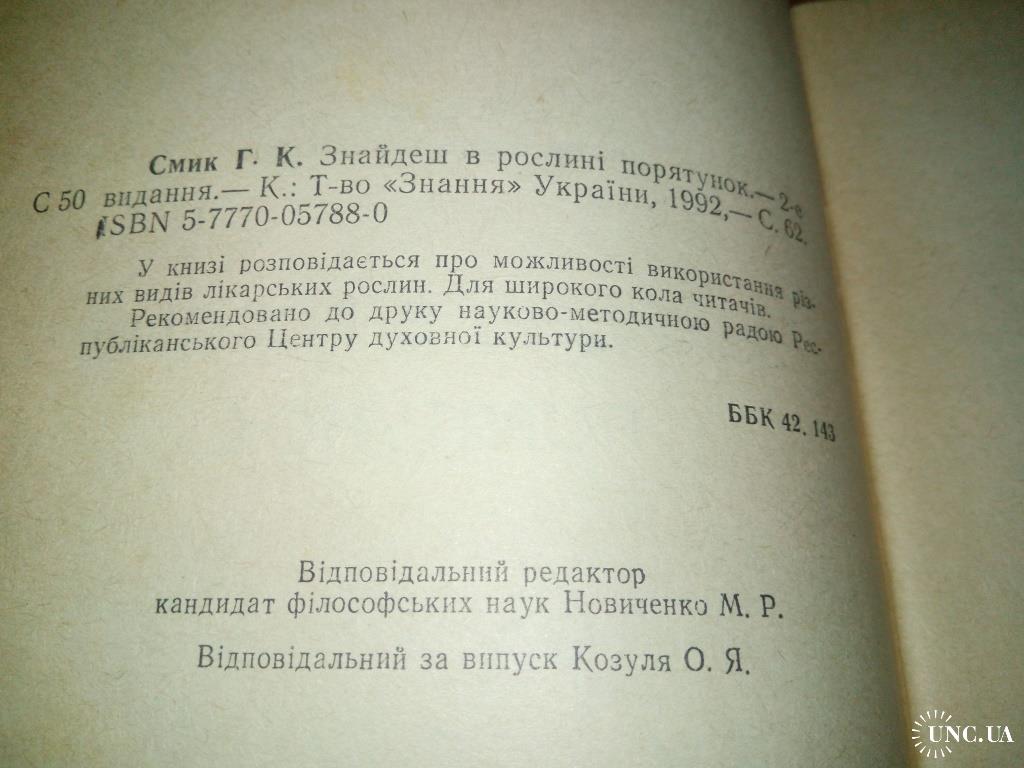 Смик Г. К. Знайдеш в рослині порятунок.— 2-е
С 50 видання.— К.: Т-во «Знання» України, 1992,— С. 62.
ISBN 5-7770-05788-0
У книзі розповідається про можливості використання різ-
них видів лікарських рослин. Для широкого кола читачів.
Рекомендовано до друку науково-методичною радою Рес-
публіканського Центру духовної культури.
ББК 42.143
Відповідальний редактор
кандидат філософських наук Новиченко М. Р.
Відповідальний за випуск Козуля О. Я.
UNC.UA